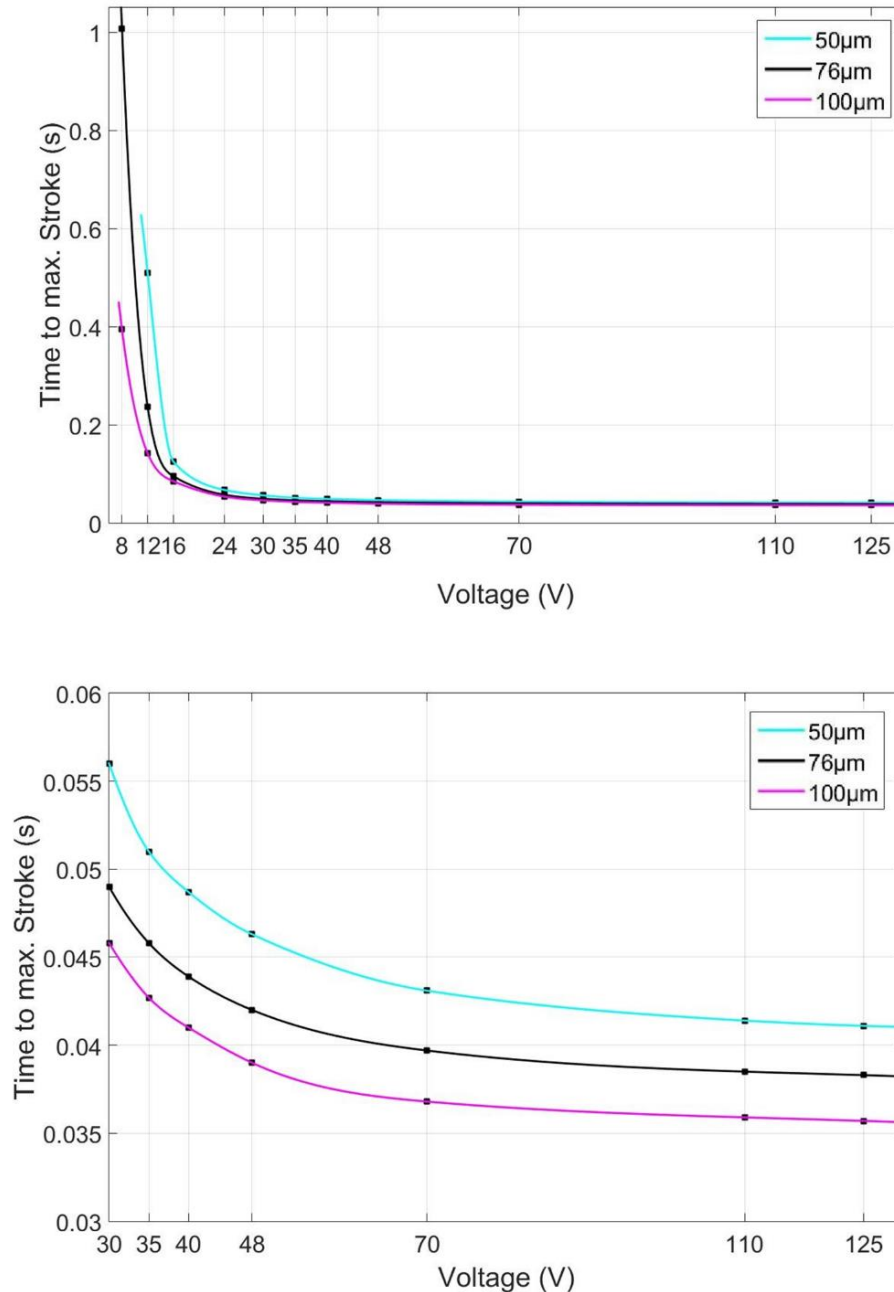 Time to max. Stroke (s)
1
0.8
0.6
0.4
0.2
0
50µm
76µm
100µm
8 12 16 24 30 35 40 48 70 110 125
Voltage (V)
Time to max. Stroke (s)
0.06
0.055
0.05
0.045
0.04
0.035
0.03
50µm
76µm
100µm
30 35 40 48 70 110 125
Voltage (V)